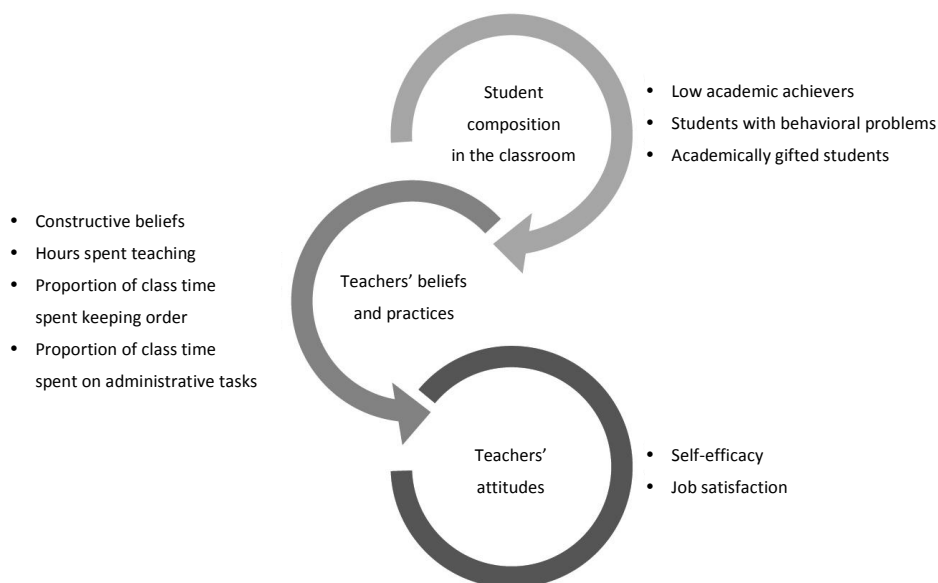 Student
composition
in the classroom
• Low academic achievers
• Students with behavioral problems
• Academically gifted students
• Constructive beliefs
• Hours spent teaching
• Proportion of class time
spent keeping order
• Proportion of class time
spent on administrative tasks
Teachers’ beliefs
and practices
Teachers’
attitudes
• Self-efficacy
• Job satisfaction